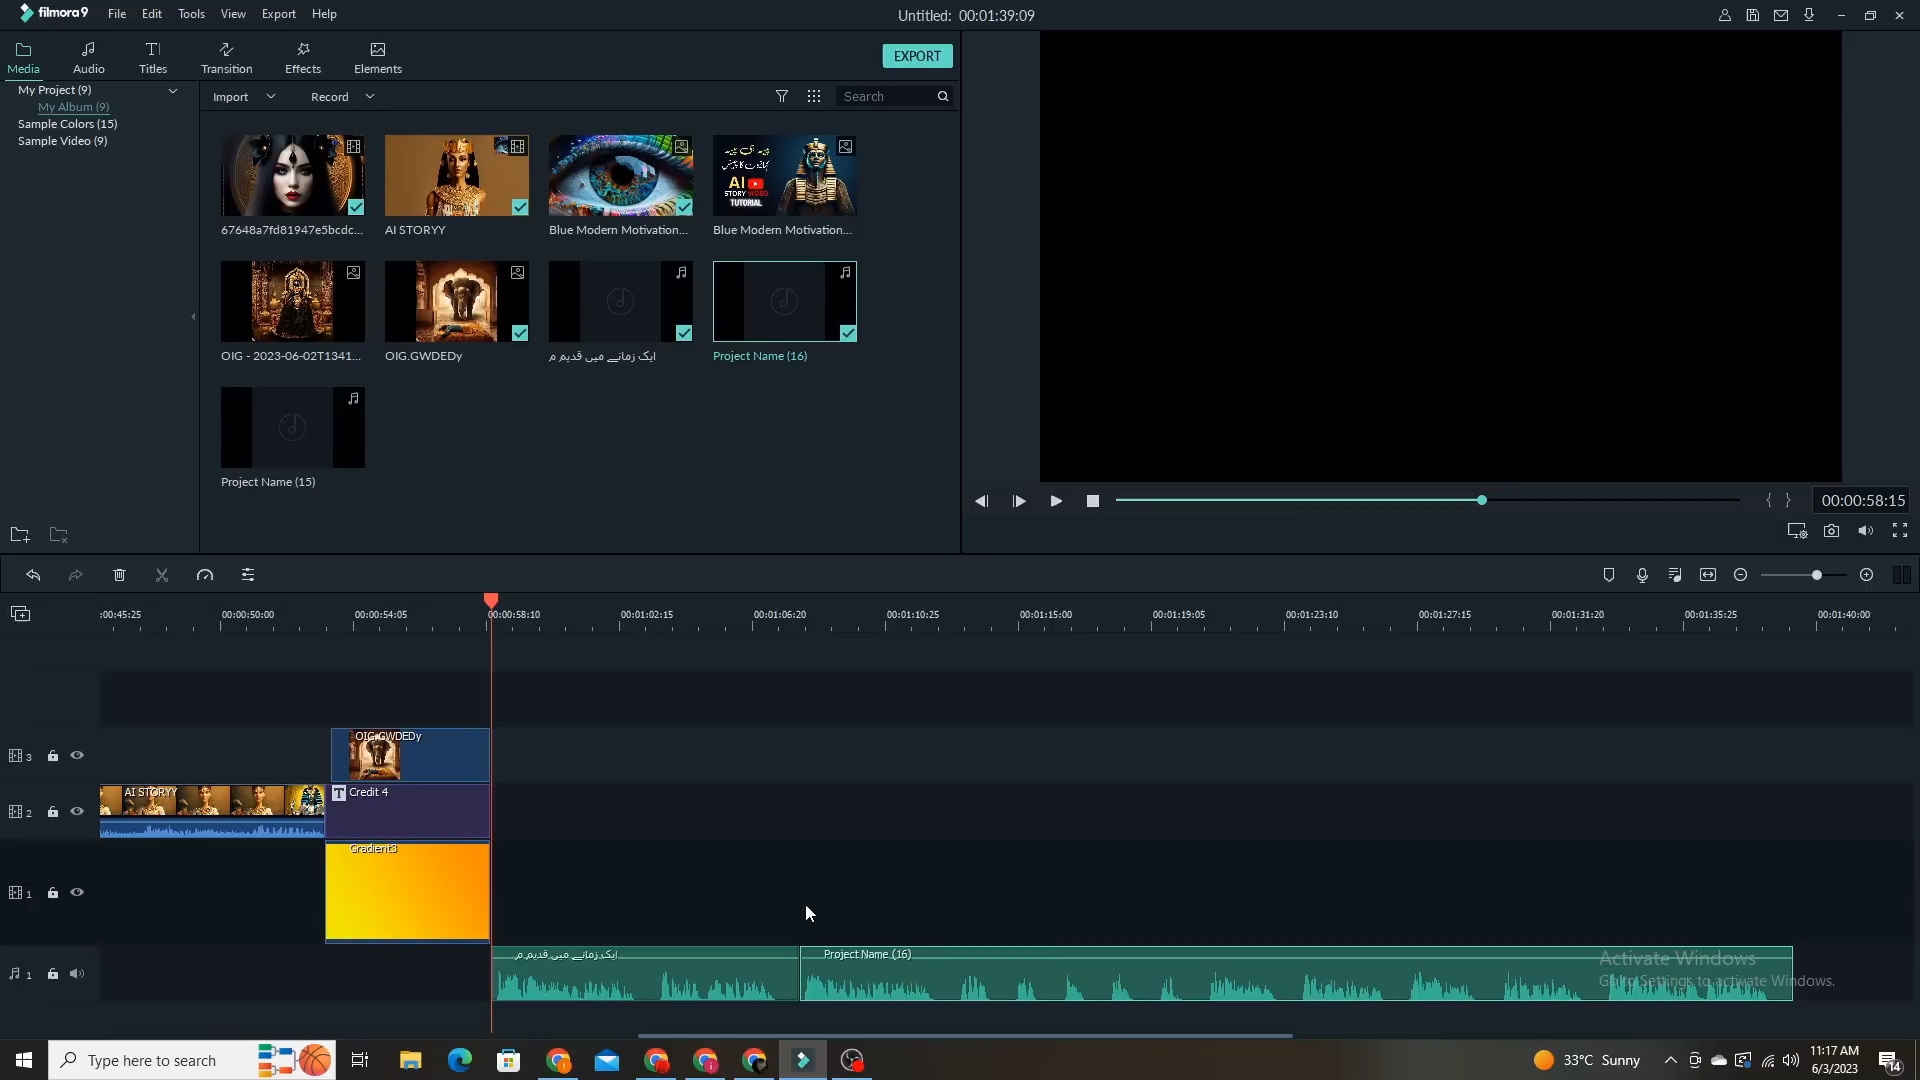 filmora9 File Edit Tools View Export Help
Untitled: 00:01:39:09
Media Audio Titles Transition Effects Elements
EXPORT
My Project (9)
My Album (9)
Sample Colors (15)
Sample Video (9)
Import Record Search
AI
STORY VIDEO
TUTORIAL
67648a7fd81947e5bcdc... AI STORYY Blue Modern Motivation... Blue Modern Motivation...
OIG - 2023-06-02T1341... OIG.GWDEDy ایک زمانے میں قدیم م Project Name (16)
Project Name (15)
00:00:58:15
:00:45:25 00:00:50:00 00:00:54:05 00:00:58:10 00:01:02:15 00:01:06:20 00:01:10:25 00:01:15:00 00:01:19:05 00:01:23:10 00:01:27:15 00:01:31:20 00:01:35:25 00:01:40:00
3 OIG.GWDEDy
2 AI STORYY T Credit 4
1 Gradient3
1 ایک زمانے میں قدیم م Project Name (16)
Activate Windows
Go to Settings to activate Windows.
Type here to search
33°C Sunny
11:17 AM
6/3/2023
14